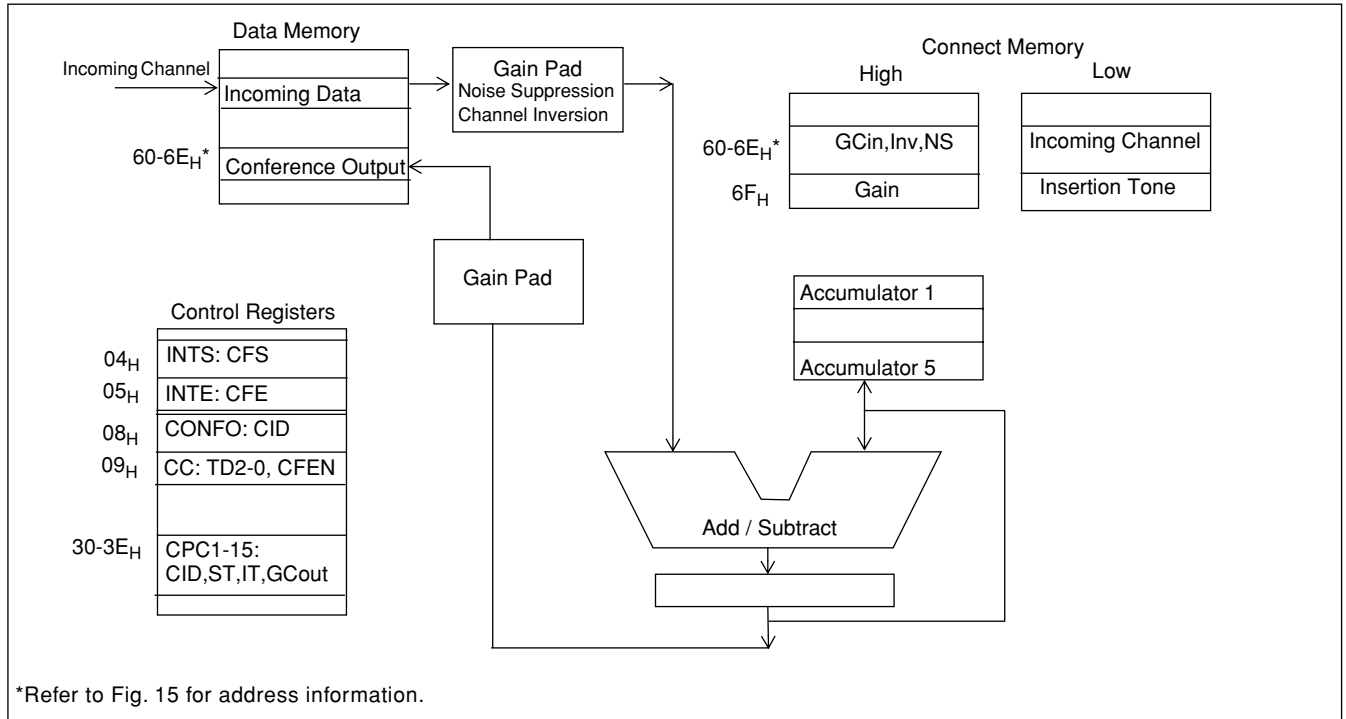 Data Memory
Incoming Channel
Incoming Data
60-6EH*
Conference Output
Gain Pad
Noise Suppression
Channel Inversion
Connect Memory
High
Low
60-6EH*
GCin,Inv,NS
Incoming Channel
6FH
Gain
Insertion Tone
Gain Pad
Accumulator 1
Accumulator 5
Control Registers
04H
INTS: CFS
05H
INTE: CFE
08H
CONFO: CID
09H
CC: TD2-0, CFEN
30-3EH
CPC1-15:
CID,ST,IT,GCout
Add / Subtract
*Refer to Fig. 15 for address information.